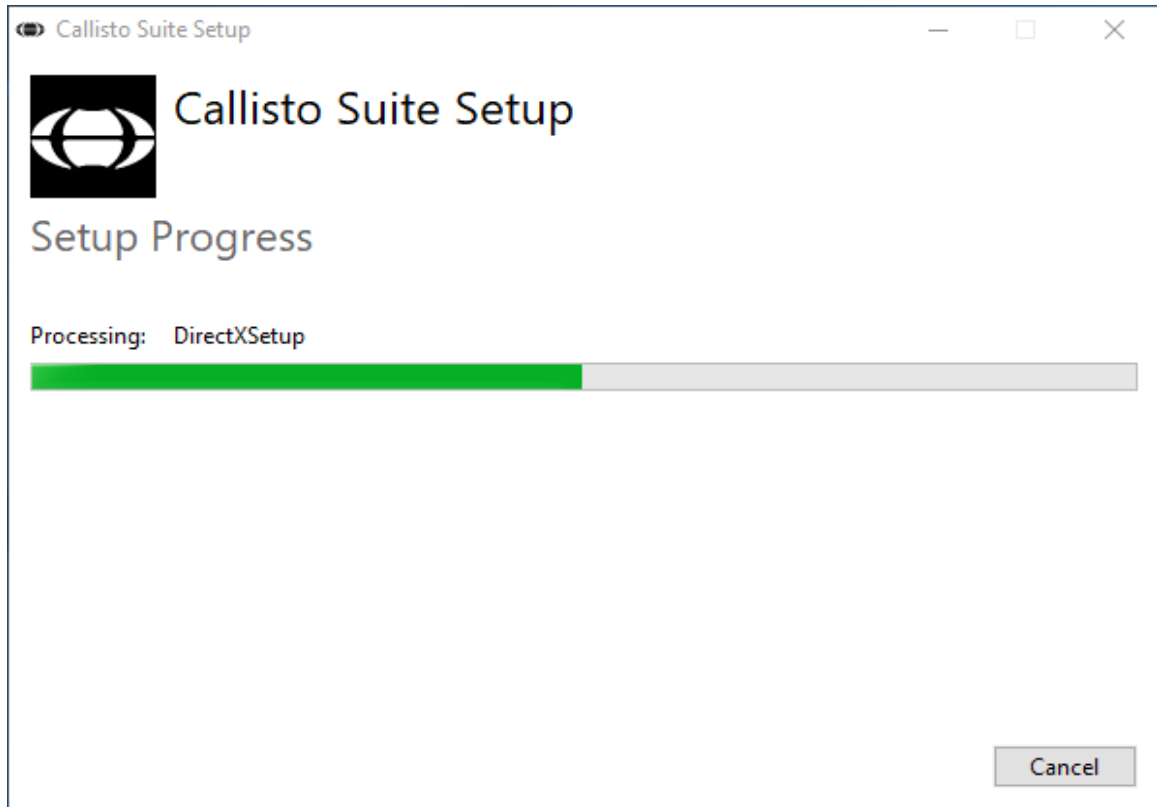 Callisto Suite Setup
Callisto Suite Setup
Setup Progress
Processing: DirectXSetup
Cancel